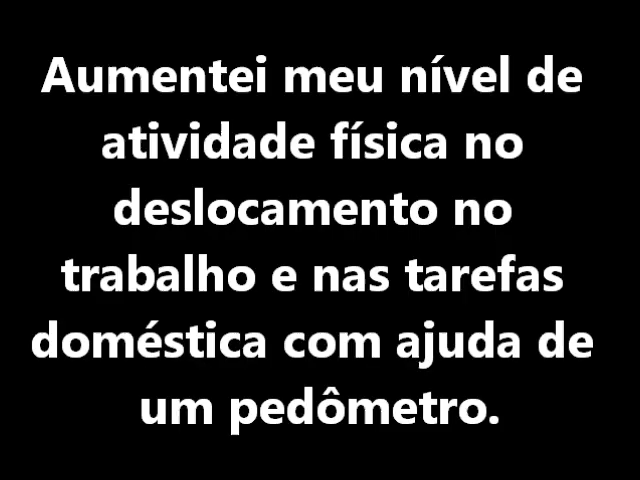 Aumentei meu nível de
atividade física no
deslocamento no
trabalho e nas tarefas
doméstica com ajuda de
um pedômetro.